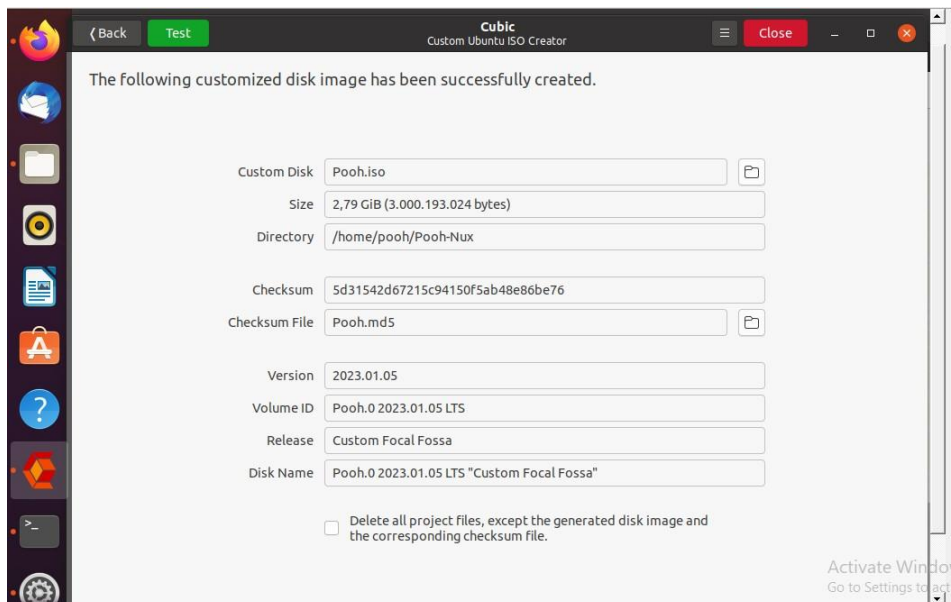 Back Test Cubic Close
Custom Ubuntu ISO Creator
The following customized disk image has been successfully created.
Custom Disk Pooh.iso
Size 2,79 GiB (3.000.193.024 bytes)
Directory /home/pooh/Pooh-Nux
Checksum 5d31542d67215c94150f5ab48e86be76
Checksum File Pooh.md5
Version 2023.01.05
Volume ID Pooh.0 2023.01.05 LTS
Release Custom Focal Fossa
Disk Name Pooh.0 2023.01.05 LTS "Custom Focal Fossa"
Delete all project files, except the generated disk image and
the corresponding checksum file.
Activate Windo
Go to Settings to act